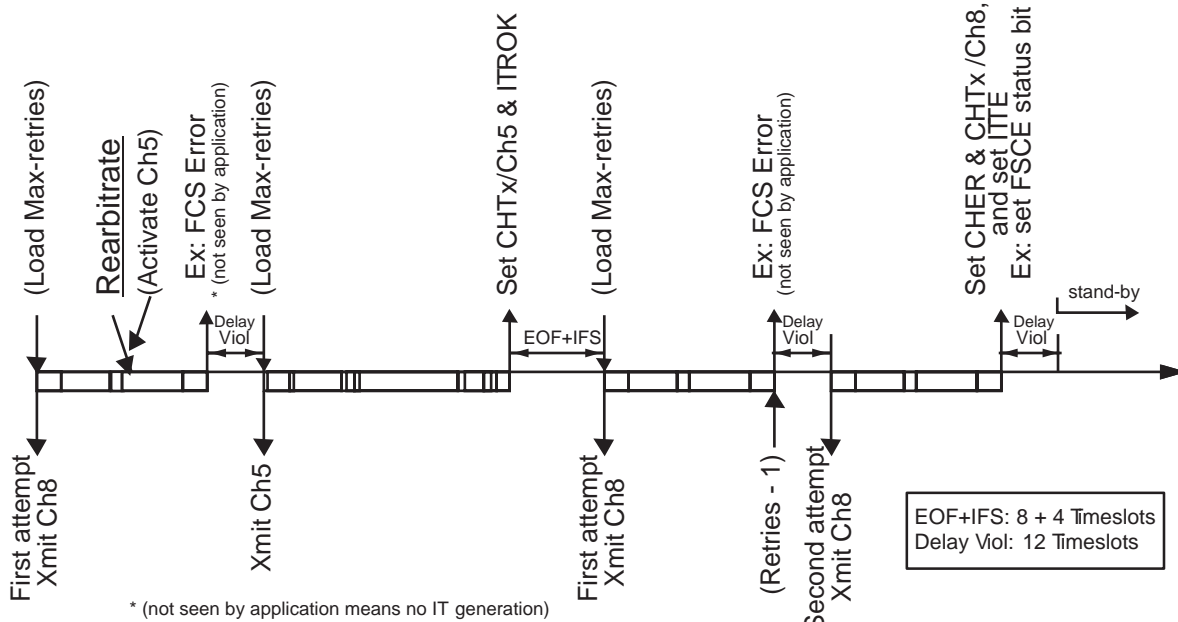 (Load Max-retries)
Rearbitrate
(Activate Ch5)
Ex: FCS Error
* (not seen by application)
(Load Max-retries)
Set CHTx/Ch5 & ITROK
(Load Max-retries)
Ex: FCS Error
(not seen by application)
Set CHER & CHTx /Ch8,
and set ITTE
Ex: set FSCE status bit
Delay
Viol
EOF+IFS
Delay
Viol
Delay
Viol
stand-by
First attempt
Xmit Ch8
Xmit Ch5
First attempt
Xmit Ch8
(Retries - 1)
Second attempt
Xmit Ch8
EOF+IFS: 8 + 4 Timeslots
Delay Viol: 12 Timeslots
* (not seen by application means no IT generation)